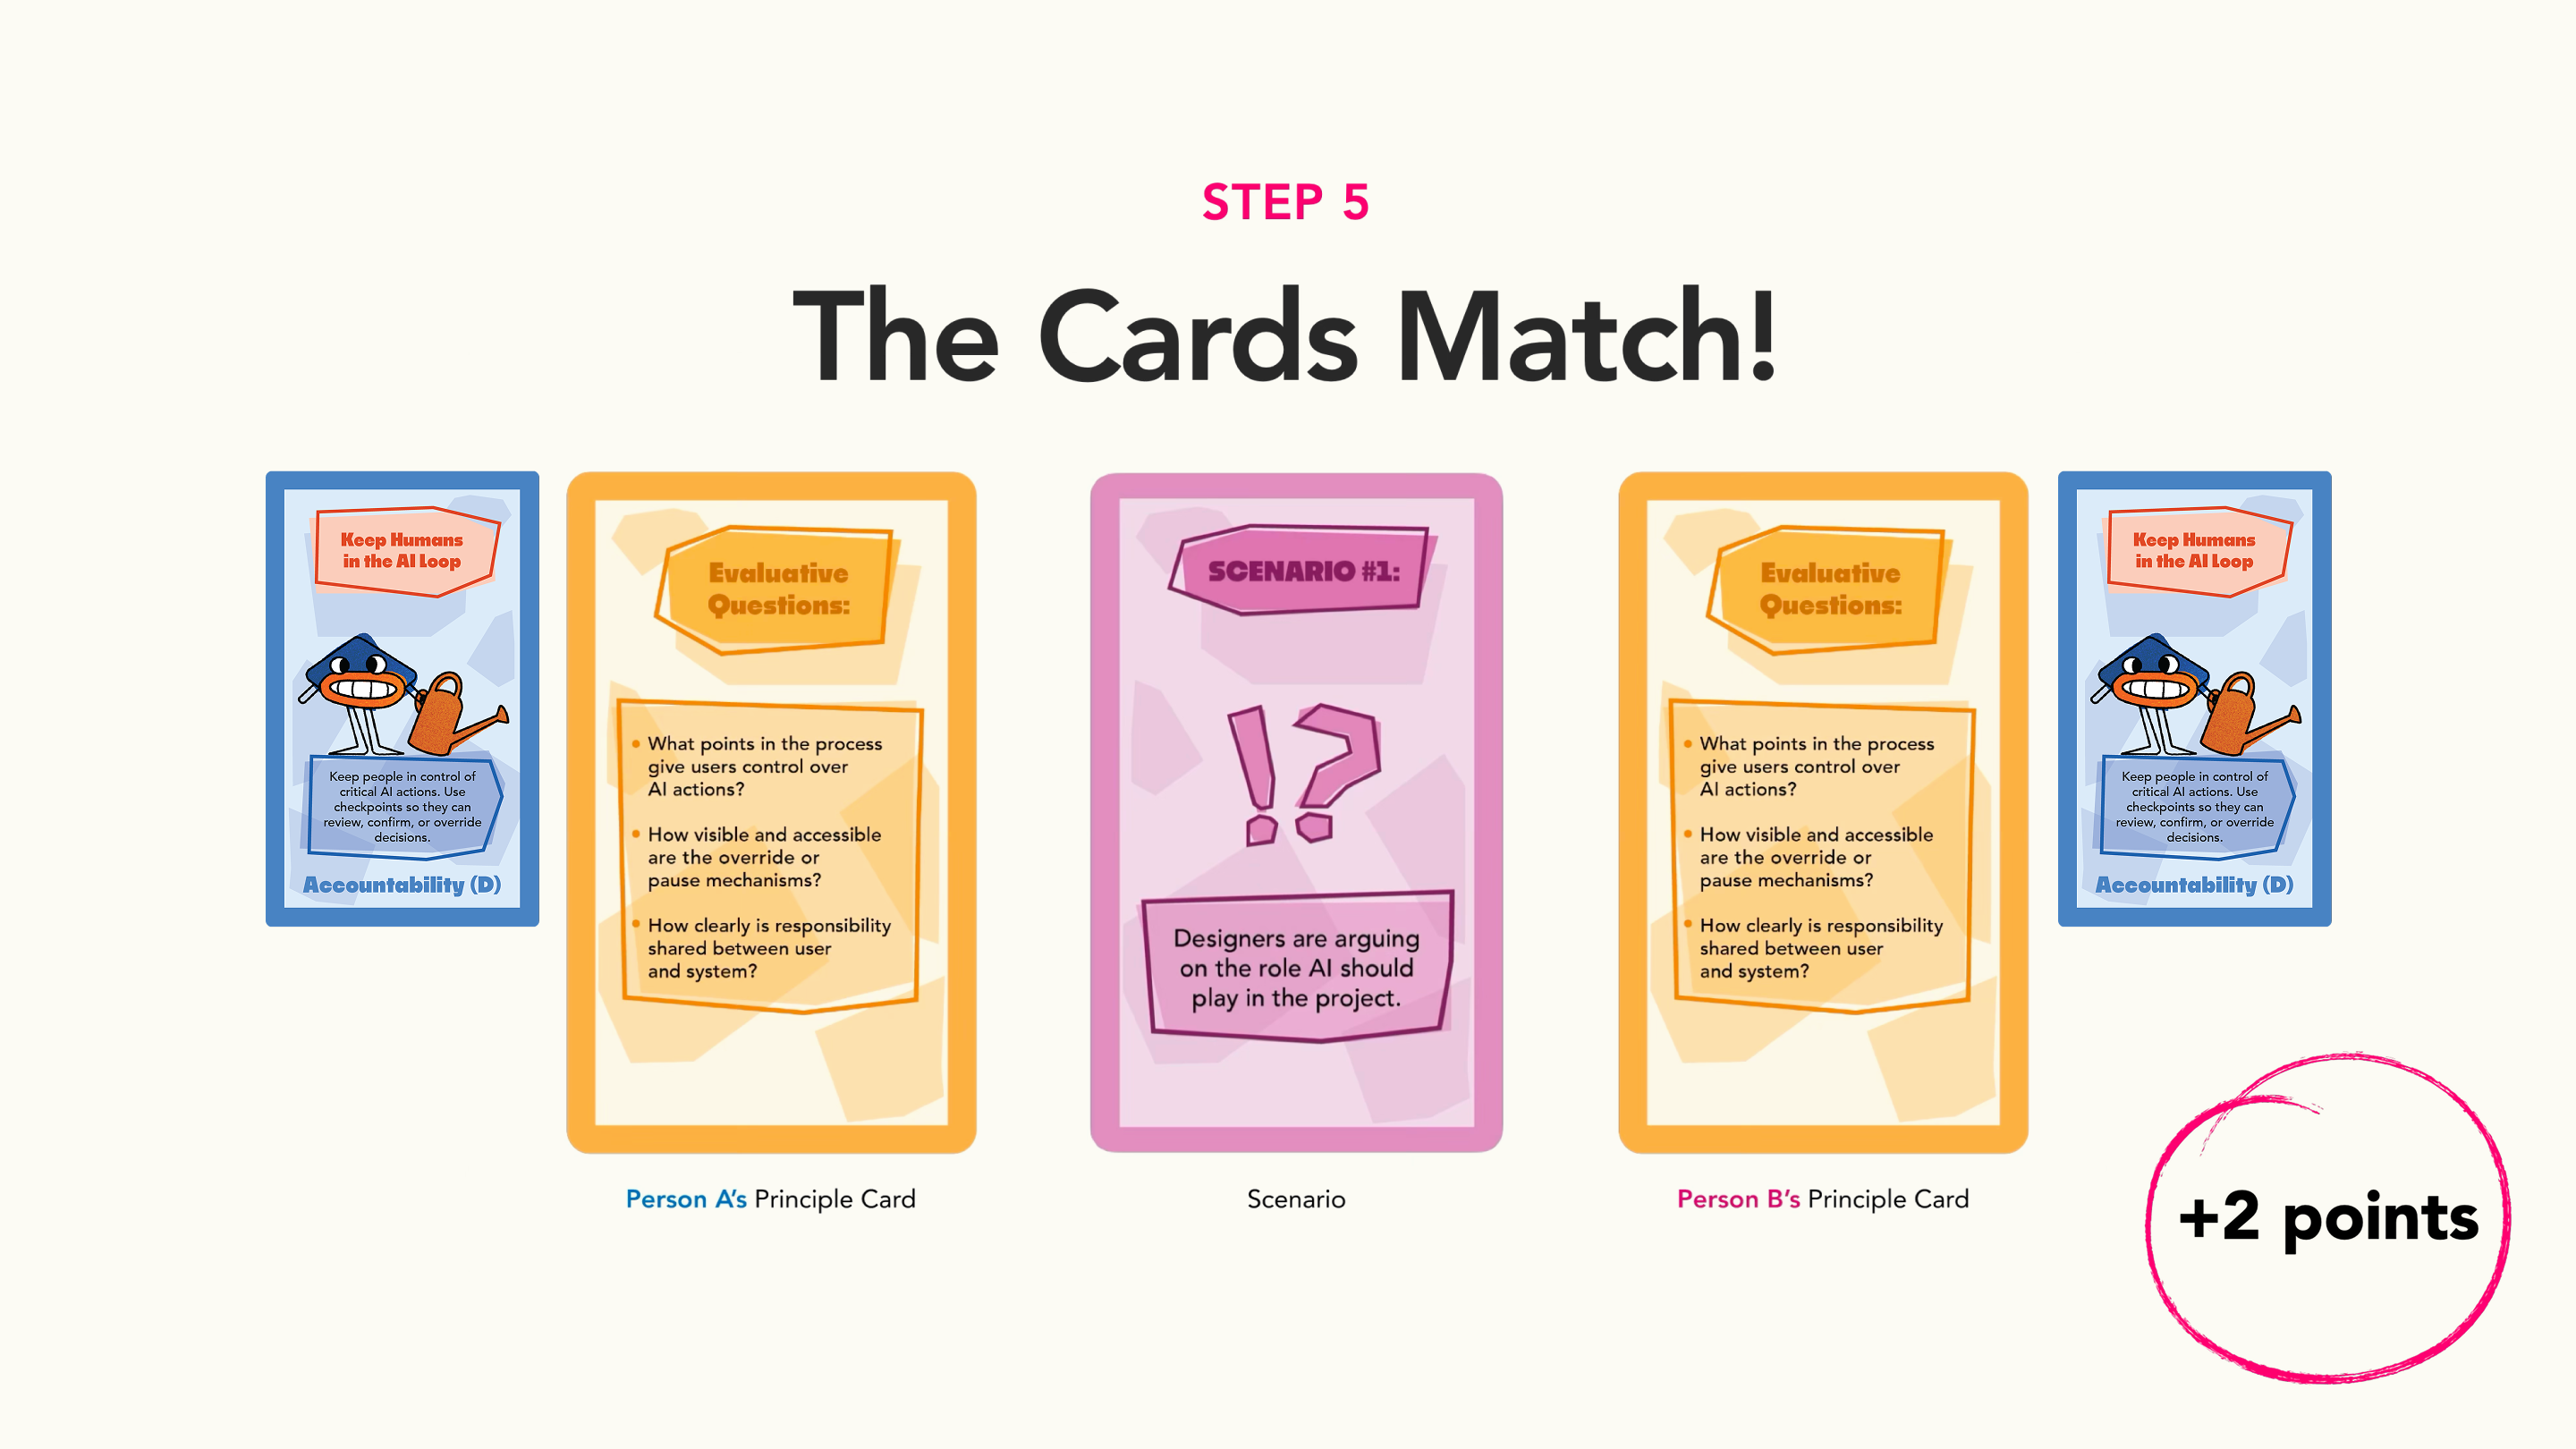 STEP 5
The Cards Match!
Keep Humans
in the AI Loop
Keep people in control of
critical AI actions. Use
checkpoints so they can
review, confirm, or override
decisions.
Accountability (D)
Evaluative
Questions:
• What points in the process
give users control over
AI actions?
• How visible and accessible
are the override or
pause mechanisms?
• How clearly is responsibility
shared between user
and system?
Person A’s Principle Card
SCENARIO #1:
!?
Designers are arguing
on the role AI should
play in the project.
Scenario
Evaluative
Questions:
• What points in the process
give users control over
AI actions?
• How visible and accessible
are the override or
pause mechanisms?
• How clearly is responsibility
shared between user
and system?
Person B’s Principle Card
Keep Humans
in the AI Loop
Keep people in control of
critical AI actions. Use
checkpoints so they can
review, confirm, or override
decisions.
Accountability (D)
+2 points